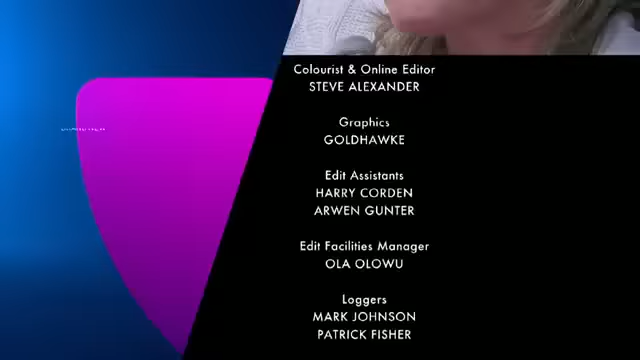 Colourist & Online Editor
STEVE ALEXANDER
Graphics
GOLDHAWKE
Edit Assistants
HARRY CORDEN
ARWEN GUNTER
Edit Facilities Manager
OLA OLOWU
Loggers
MARK JOHNSON
PATRICK FISHER